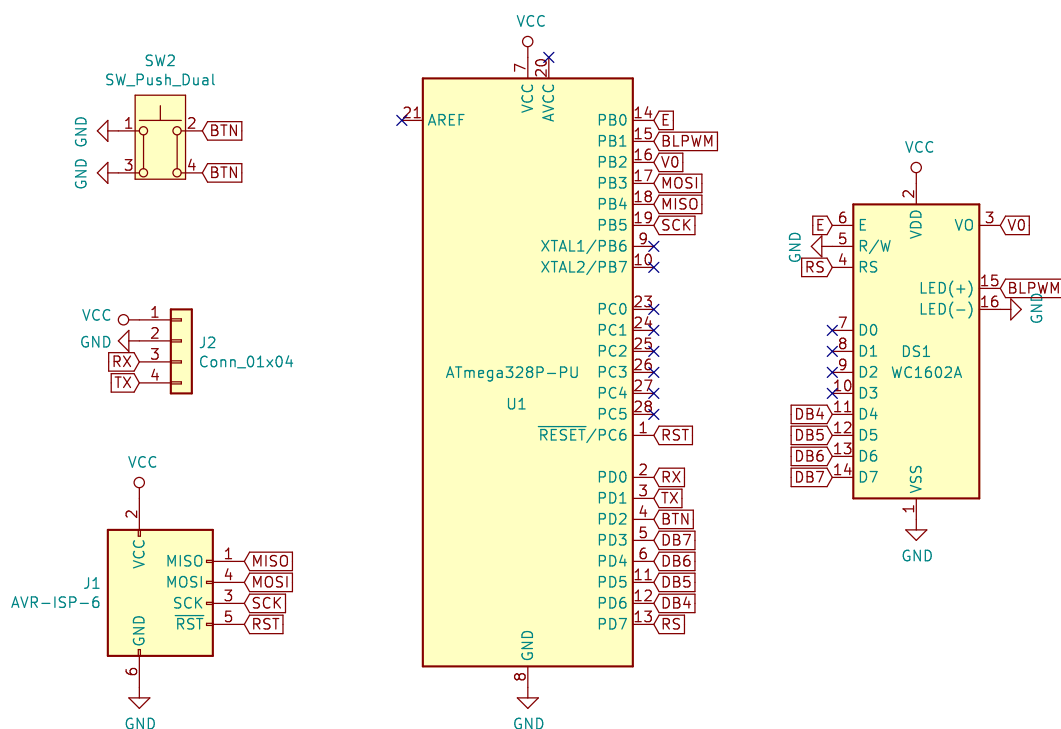 SW2
SW_Push_Dual
GND 1 2 BTN
GND 3 4 BTN
VCC 1
GND 2
RX 3
TX 4
J2
Conn_01x04
VCC
2
VCC
J1
AVR-ISP-6
MISO 1 MISO
MOSI 4 MOSI
SCK 3 SCK
RST 5 RST
GND
6
GND
VCC
7 20
VCC AVCC
21 AREF
PB0 14 E
PB1 15 BLPWM
PB2 16 V0
PB3 17 MOSI
PB4 18 MISO
PB5 19 SCK
XTAL1/PB6 9
XTAL2/PB7 10
PC0 23
PC1 24
PC2 25
PC3 26
PC4 27
PC5 28
RESET/PC6 1 RST
ATmega328P-PU
U1
PD0 2 RX
PD1 3 TX
PD2 4 BTN
PD3 5 DB7
PD4 6 DB6
PD5 11 DB5
PD6 12 DB4
PD7 13 RS
GND
8
GND
VCC
2
VDD
E 6 E
GND 5 R/W
RS 4 RS
VO 3 V0
LED(+) 15 BLPWM
LED(-) 16 GND
7 D0
8 D1
9 D2
10 D3
DS1
WC1602A
DB4 11 D4
DB5 12 D5
DB6 13 D6
DB7 14 D7
VSS
1
GND